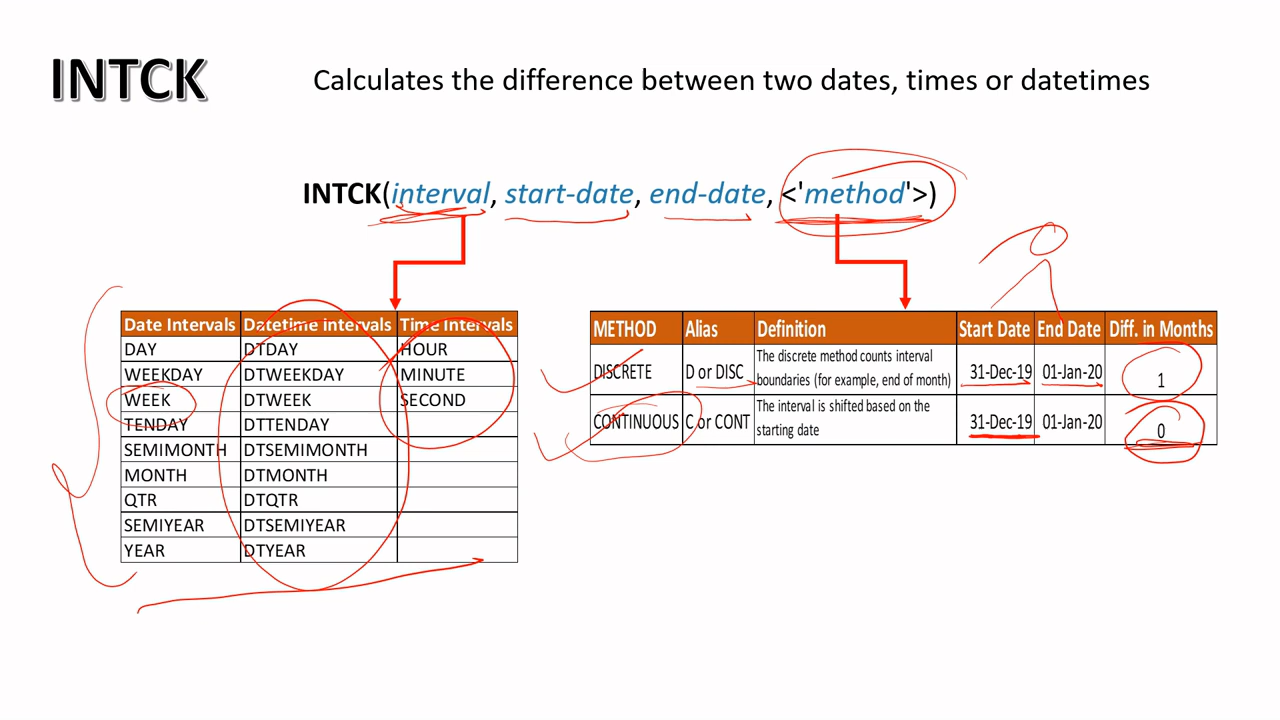 INTCK
Calculates the difference between two dates, times or datetimes
INTCK(interval, start-date, end-date, <'method'>)
Date Intervals Datetime Intervals Time Intervals
DAY DTDAY HOUR
WEEKDAY DTWEEKDAY MINUTE
WEEK DTWEEK SECOND
TENDAY DTTENDAY
SEMIMONTH DTSEMIMONTH
MONTH DTMONTH
QTR DTQTR
SEMIYEAR DTSEMIYEAR
YEAR DTYEAR
METHOD Alias Definition Start Date End Date Diff. in Months
DISCRETE D or DISC The discrete method counts interval
boundaries (for example, end of month) 31-Dec-19 01-Jan-20 1
CONTINUOUS C or CONT The interval is shifted based on the
starting date 31-Dec-19 01-Jan-20 0